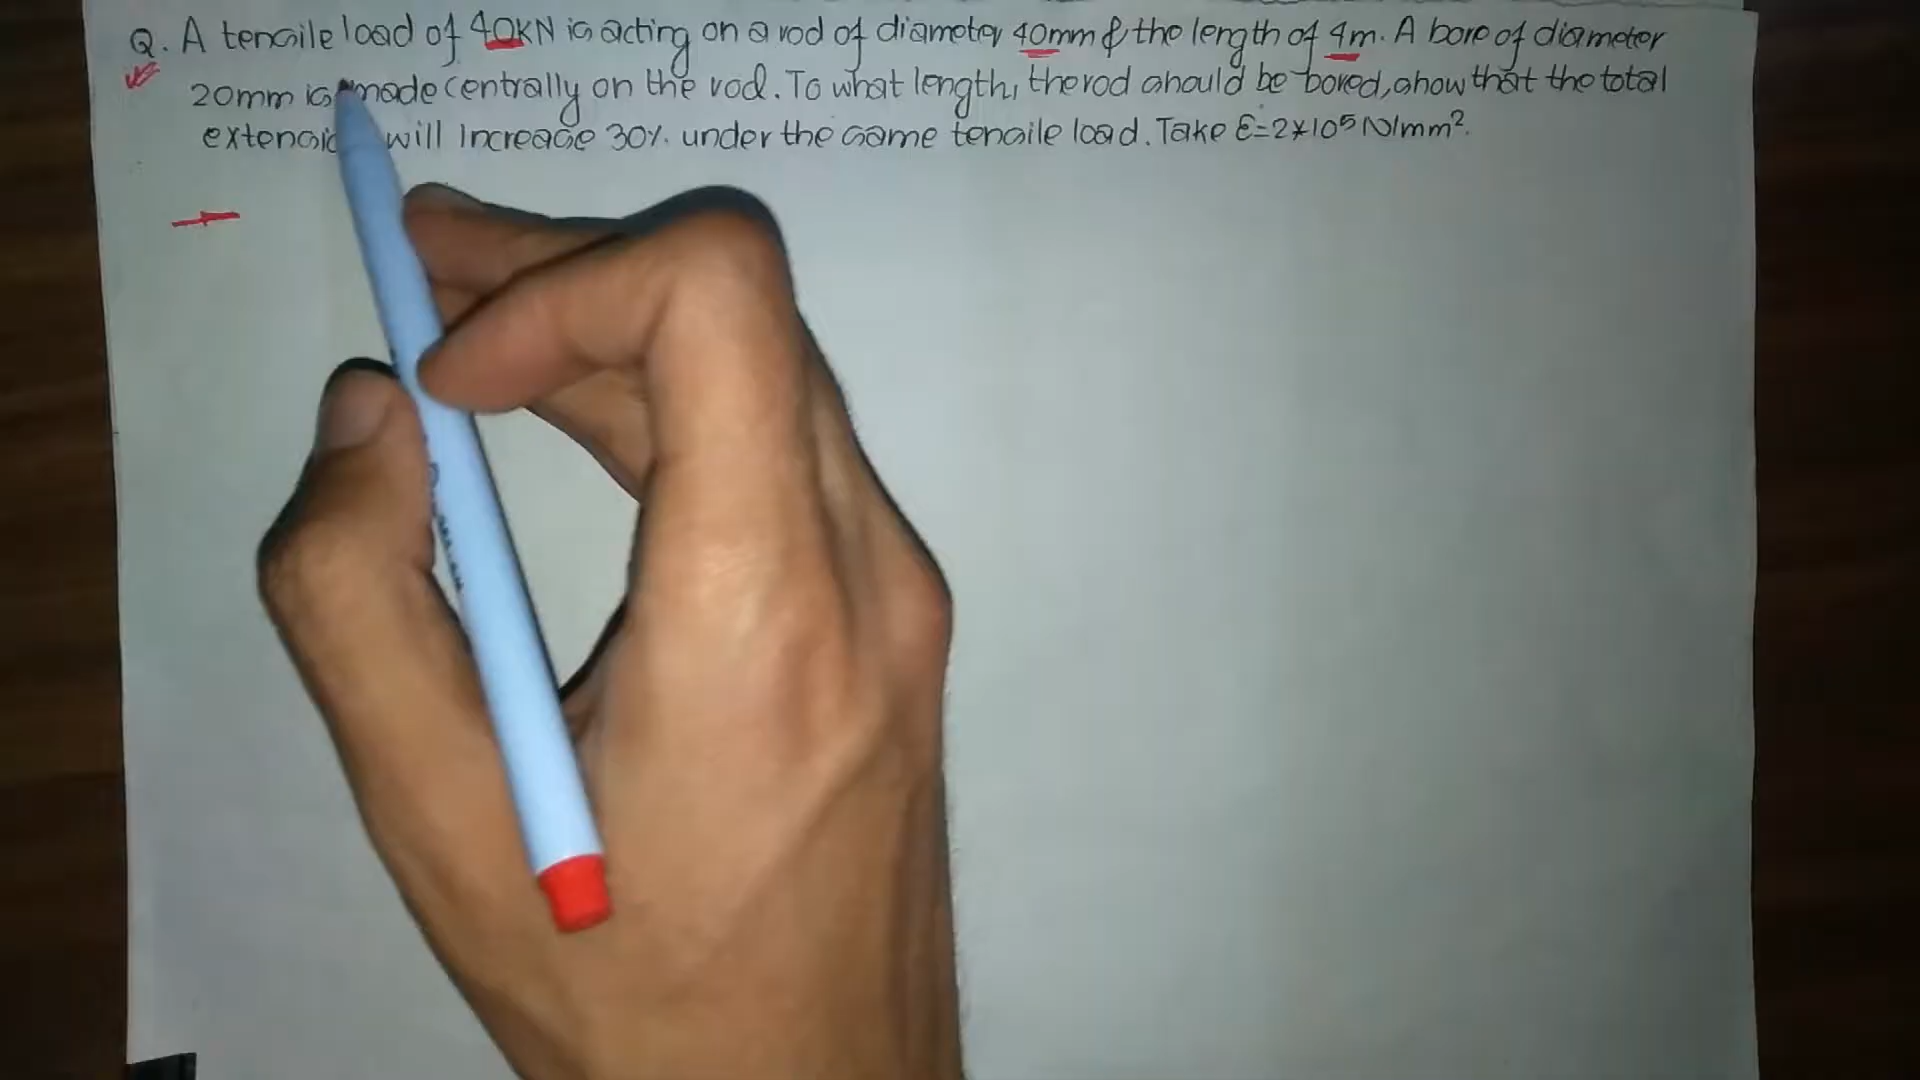 Q. A tensile load of 40KN is acting on a rod of diameter 40mm & the length of 4m. A bore of diameter
20mm is made centrally on the rod. To what length, the rod should be bored, show that the total
will increase 30%. under the same tensile load. Take E=2*10⁵ N/mm².